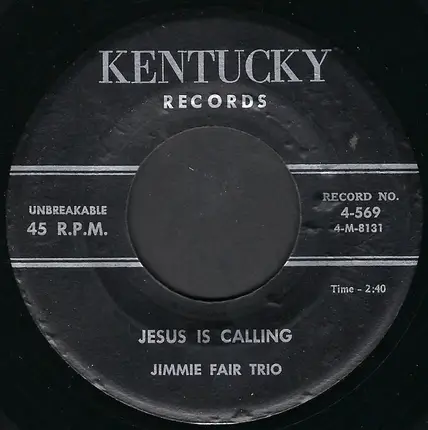 KENTUCKY
RECORDS
UNBREAKABLE
45 R.P.M.
RECORD NO.
4-569
4-M-8131
Time - 2:40
JESUS IS CALLING
JIMMIE FAIR TRIO